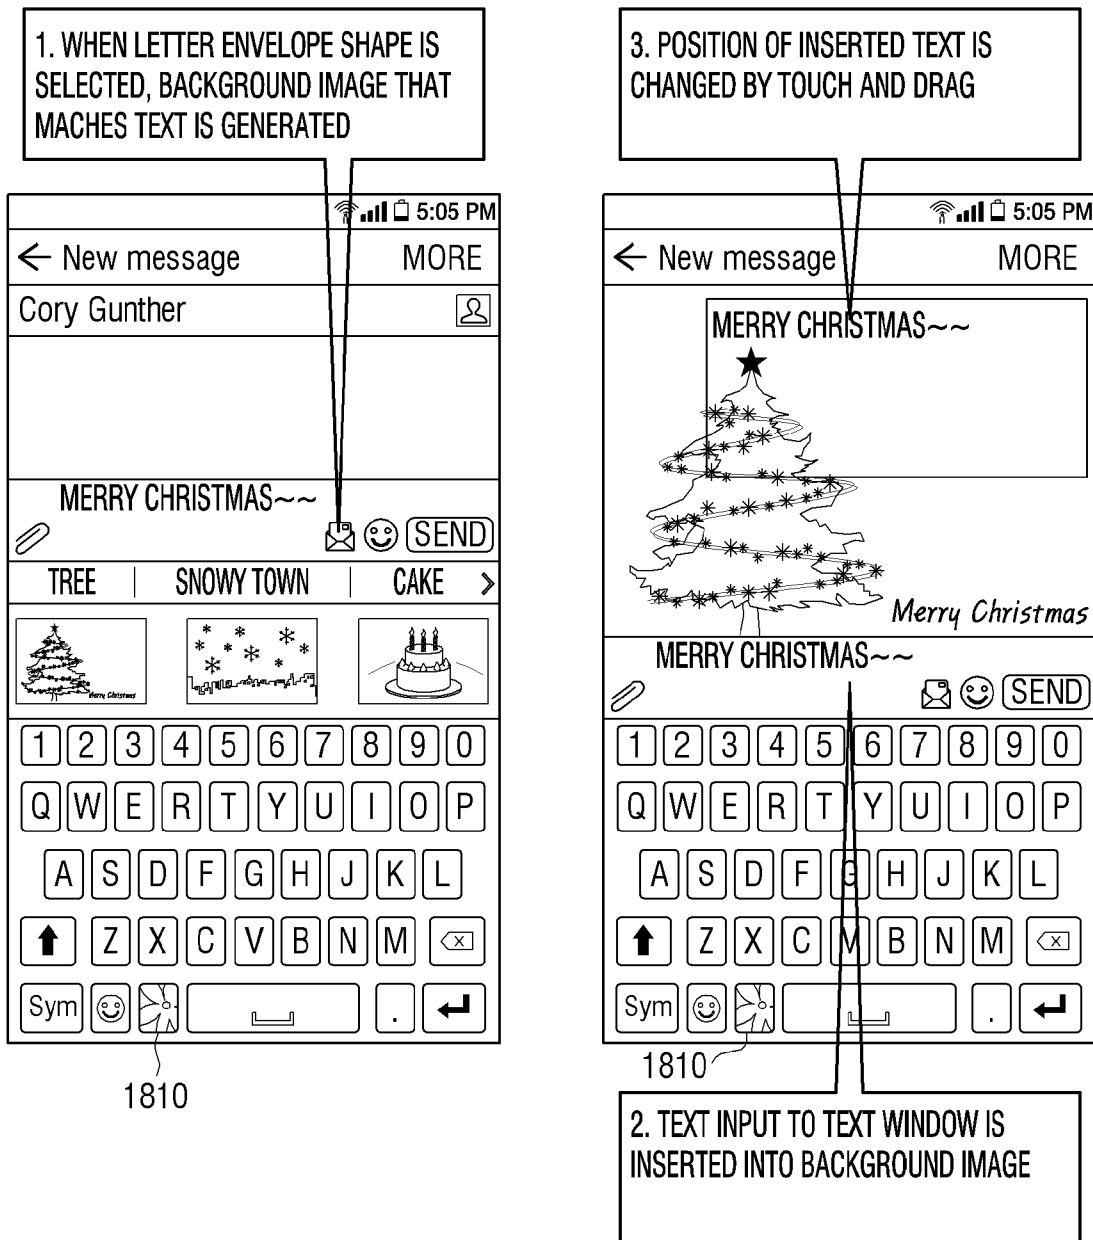 1. WHEN LETTER ENVELOPE SHAPE IS
SELECTED, BACKGROUND IMAGE THAT
MACHES TEXT IS GENERATED
5:05 PM
← New message MORE
Cory Gunther
MERRY CHRISTMAS~~
SEND
TREE | SNOWY TOWN | CAKE
Merry Christmas
1 2 3 4 5 6 7 8 9 0
Q W E R T Y U I O P
A S D F G H J K L
Z X C V B N M
Sym .
1810
3. POSITION OF INSERTED TEXT IS
CHANGED BY TOUCH AND DRAG
5:05 PM
← New message MORE
MERRY CHRISTMAS~~
Merry Christmas
MERRY CHRISTMAS~~
SEND
1 2 3 4 5 6 7 8 9 0
Q W E R T Y U I O P
A S D F G H J K L
Z X C V B N M
Sym .
1810
2. TEXT INPUT TO TEXT WINDOW IS
INSERTED INTO BACKGROUND IMAGE